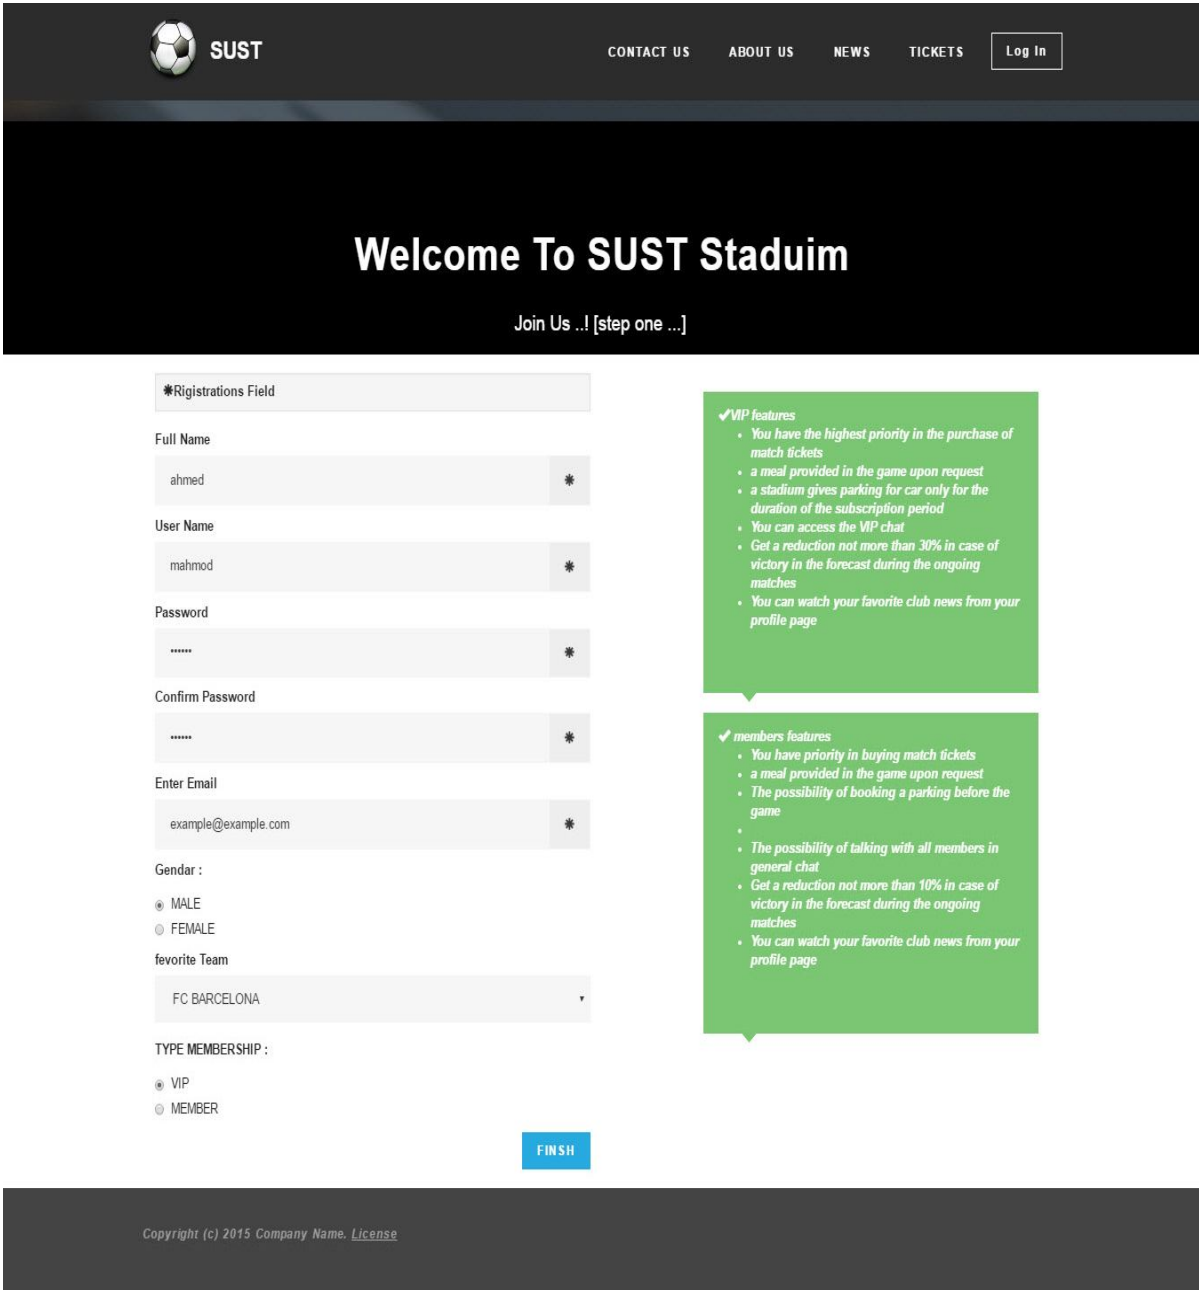 SUST
CONTACT US
ABOUT US
NEWS
TICKETS
Log In
Welcome To SUST Staduim
Join Us ..! [step one ...]
✱Rigistrations Field
Full Name
ahmed
✱
User Name
mahmod
✱
Password
••••••
✱
Confirm Password
••••••
✱
Enter Email
example@example.com
✱
Gendar :
MALE
FEMALE
fevorite Team
FC BARCELONA
TYPE MEMBERSHIP :
VIP
MEMBER
FINSH
✔VIP features
• You have the highest priority in the purchase of
match tickets
• a meal provided in the game upon request
• a stadium gives parking for car only for the
duration of the subscription period
• You can access the VIP chat
• Get a reduction not more than 30% in case of
victory in the forecast during the ongoing
matches
• You can watch your favorite club news from your
profile page
✔ members features
• You have priority in buying match tickets
• a meal provided in the game upon request
• The possibility of booking a parking before the
game
•
• The possibility of talking with all members in
general chat
• Get a reduction not more than 10% in case of
victory in the forecast during the ongoing
matches
• You can watch your favorite club news from your
profile page
Copyright (c) 2015 Company Name. License